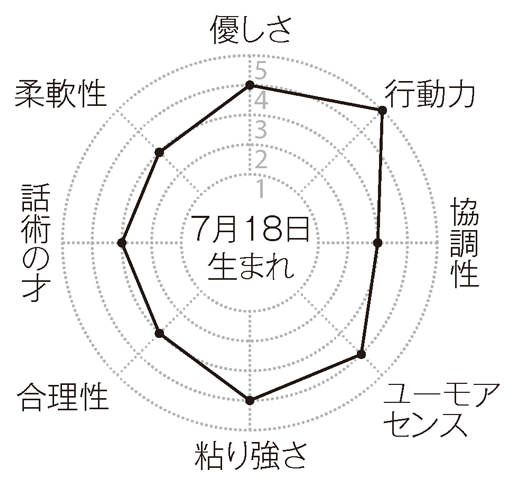 優しさ
行動力
協調性
ユーモア
センス
粘り強さ
合理性
話術の才
柔軟性
5
4
3
2
1
7月18日
生まれ